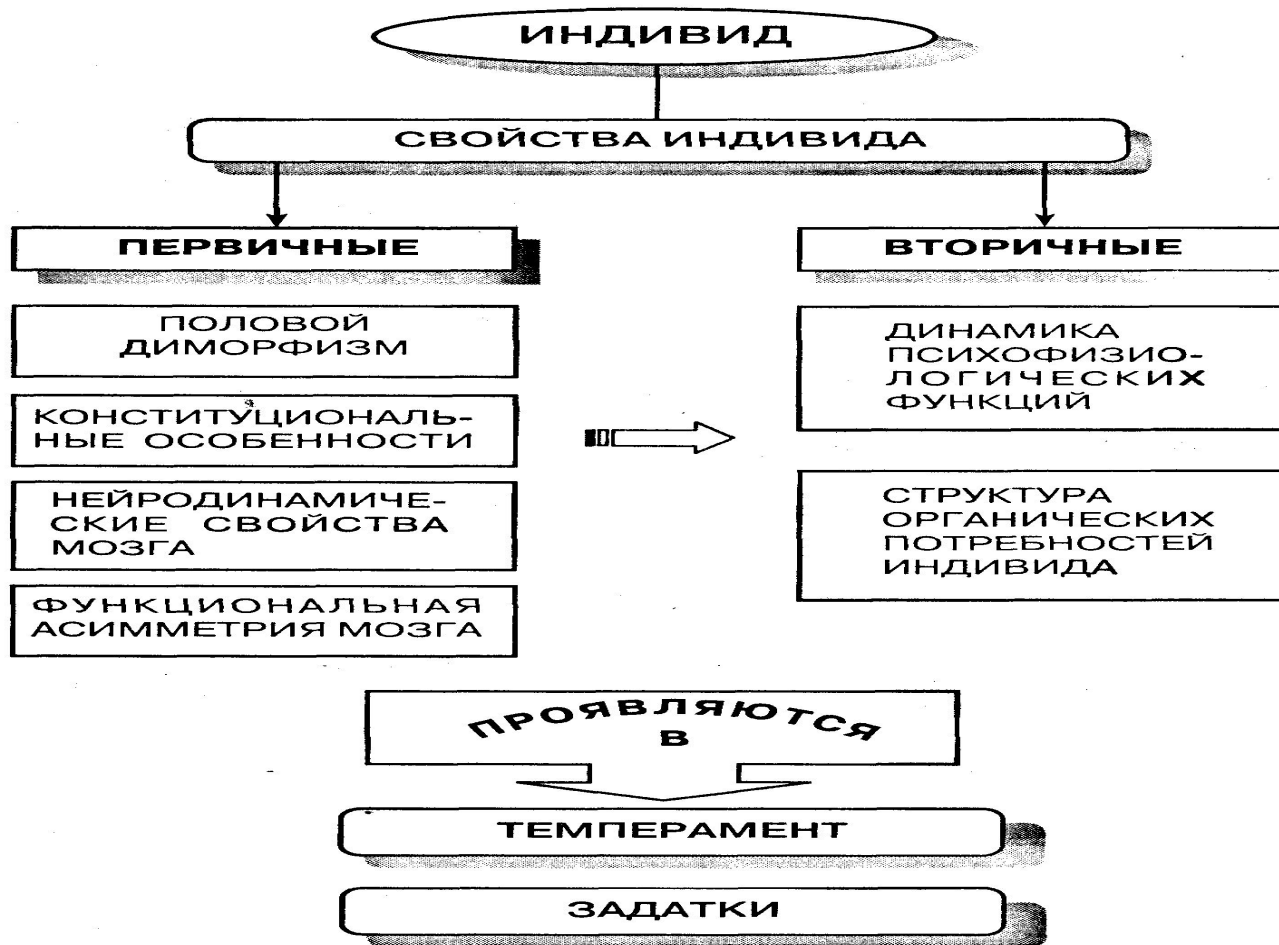 ИНДИВИД
СВОЙСТВА ИНДИВИДА
ПЕРВИЧНЫЕ
ПОЛОВОЙ
ДИМОРФИЗМ
КОНСТИТУЦИОНАЛЬ-
НЫЕ ОСОБЕННОСТИ
НЕЙРОДИНАМИЧЕ-
СКИЕ СВОЙСТВА
МОЗГА
ФУНКЦИОНАЛЬНАЯ
АСИММЕТРИЯ МОЗГА
ВТОРИЧНЫЕ
ДИНАМИКА
ПСИХОФИЗИО-
ЛОГИЧЕСКИХ
ФУНКЦИЙ
СТРУКТУРА
ОРГАНИЧЕСКИХ
ПОТРЕБНОСТЕЙ
ИНДИВИДА
ПРОЯВЛЯЮТСЯ
В
ТЕМПЕРАМЕНТ
ЗАДАТКИ